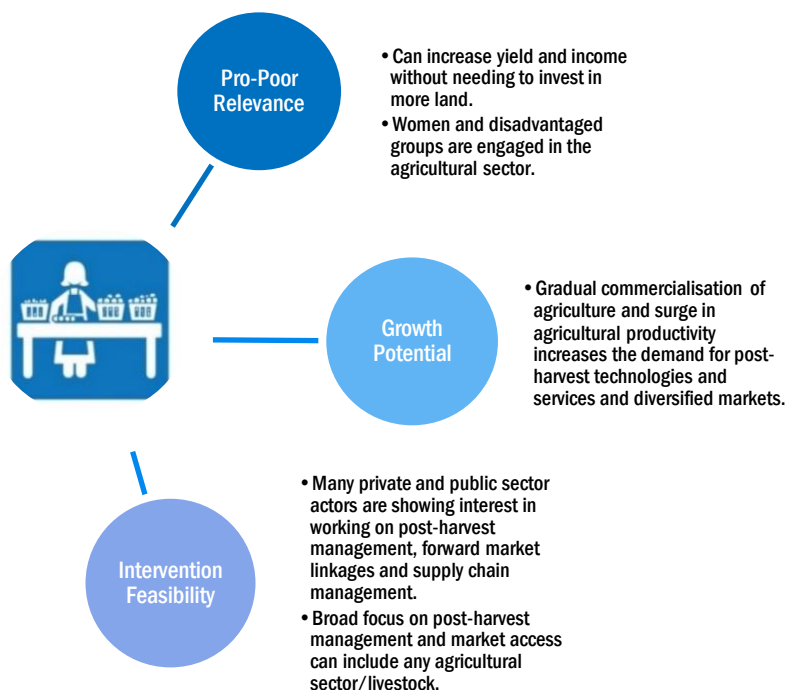 Pro-Poor
Relevance
• Can increase yield and income
without needing to invest in
more land.
• Women and disadvantaged
groups are engaged in the
agricultural sector.
Growth
Potential
• Gradual commercialisation of
agriculture and surge in
agricultural productivity
increases the demand for post-
harvest technologies and
services and diversified markets.
Intervention
Feasibility
• Many private and public sector
actors are showing interest in
working on post-harvest
management, forward market
linkages and supply chain
management.
• Broad focus on post-harvest
management and market access
can include any agricultural
sector/livestock.